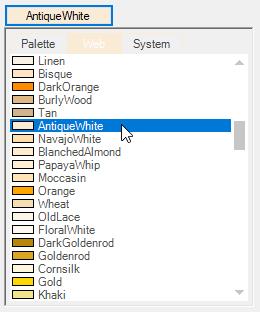 AntiqueWhite
Palette Web System
Linen
Bisque
DarkOrange
BurlyWood
Tan
AntiqueWhite
NavajoWhite
BlanchedAlmond
PapayaWhip
Moccasin
Orange
Wheat
OldLace
FloralWhite
DarkGoldenrod
Goldenrod
Cornsilk
Gold
Khaki